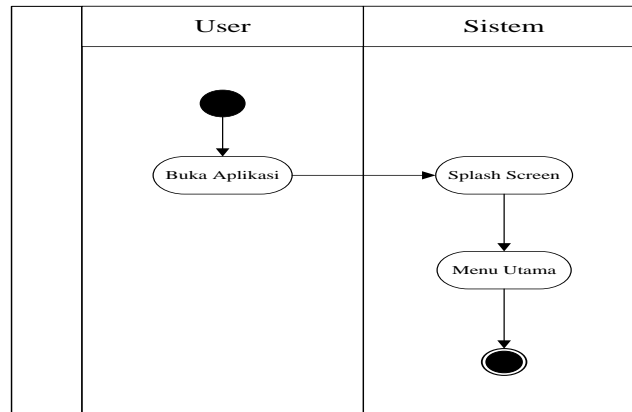 User
Sistem
Buka Aplikasi
Splash Screen
Menu Utama